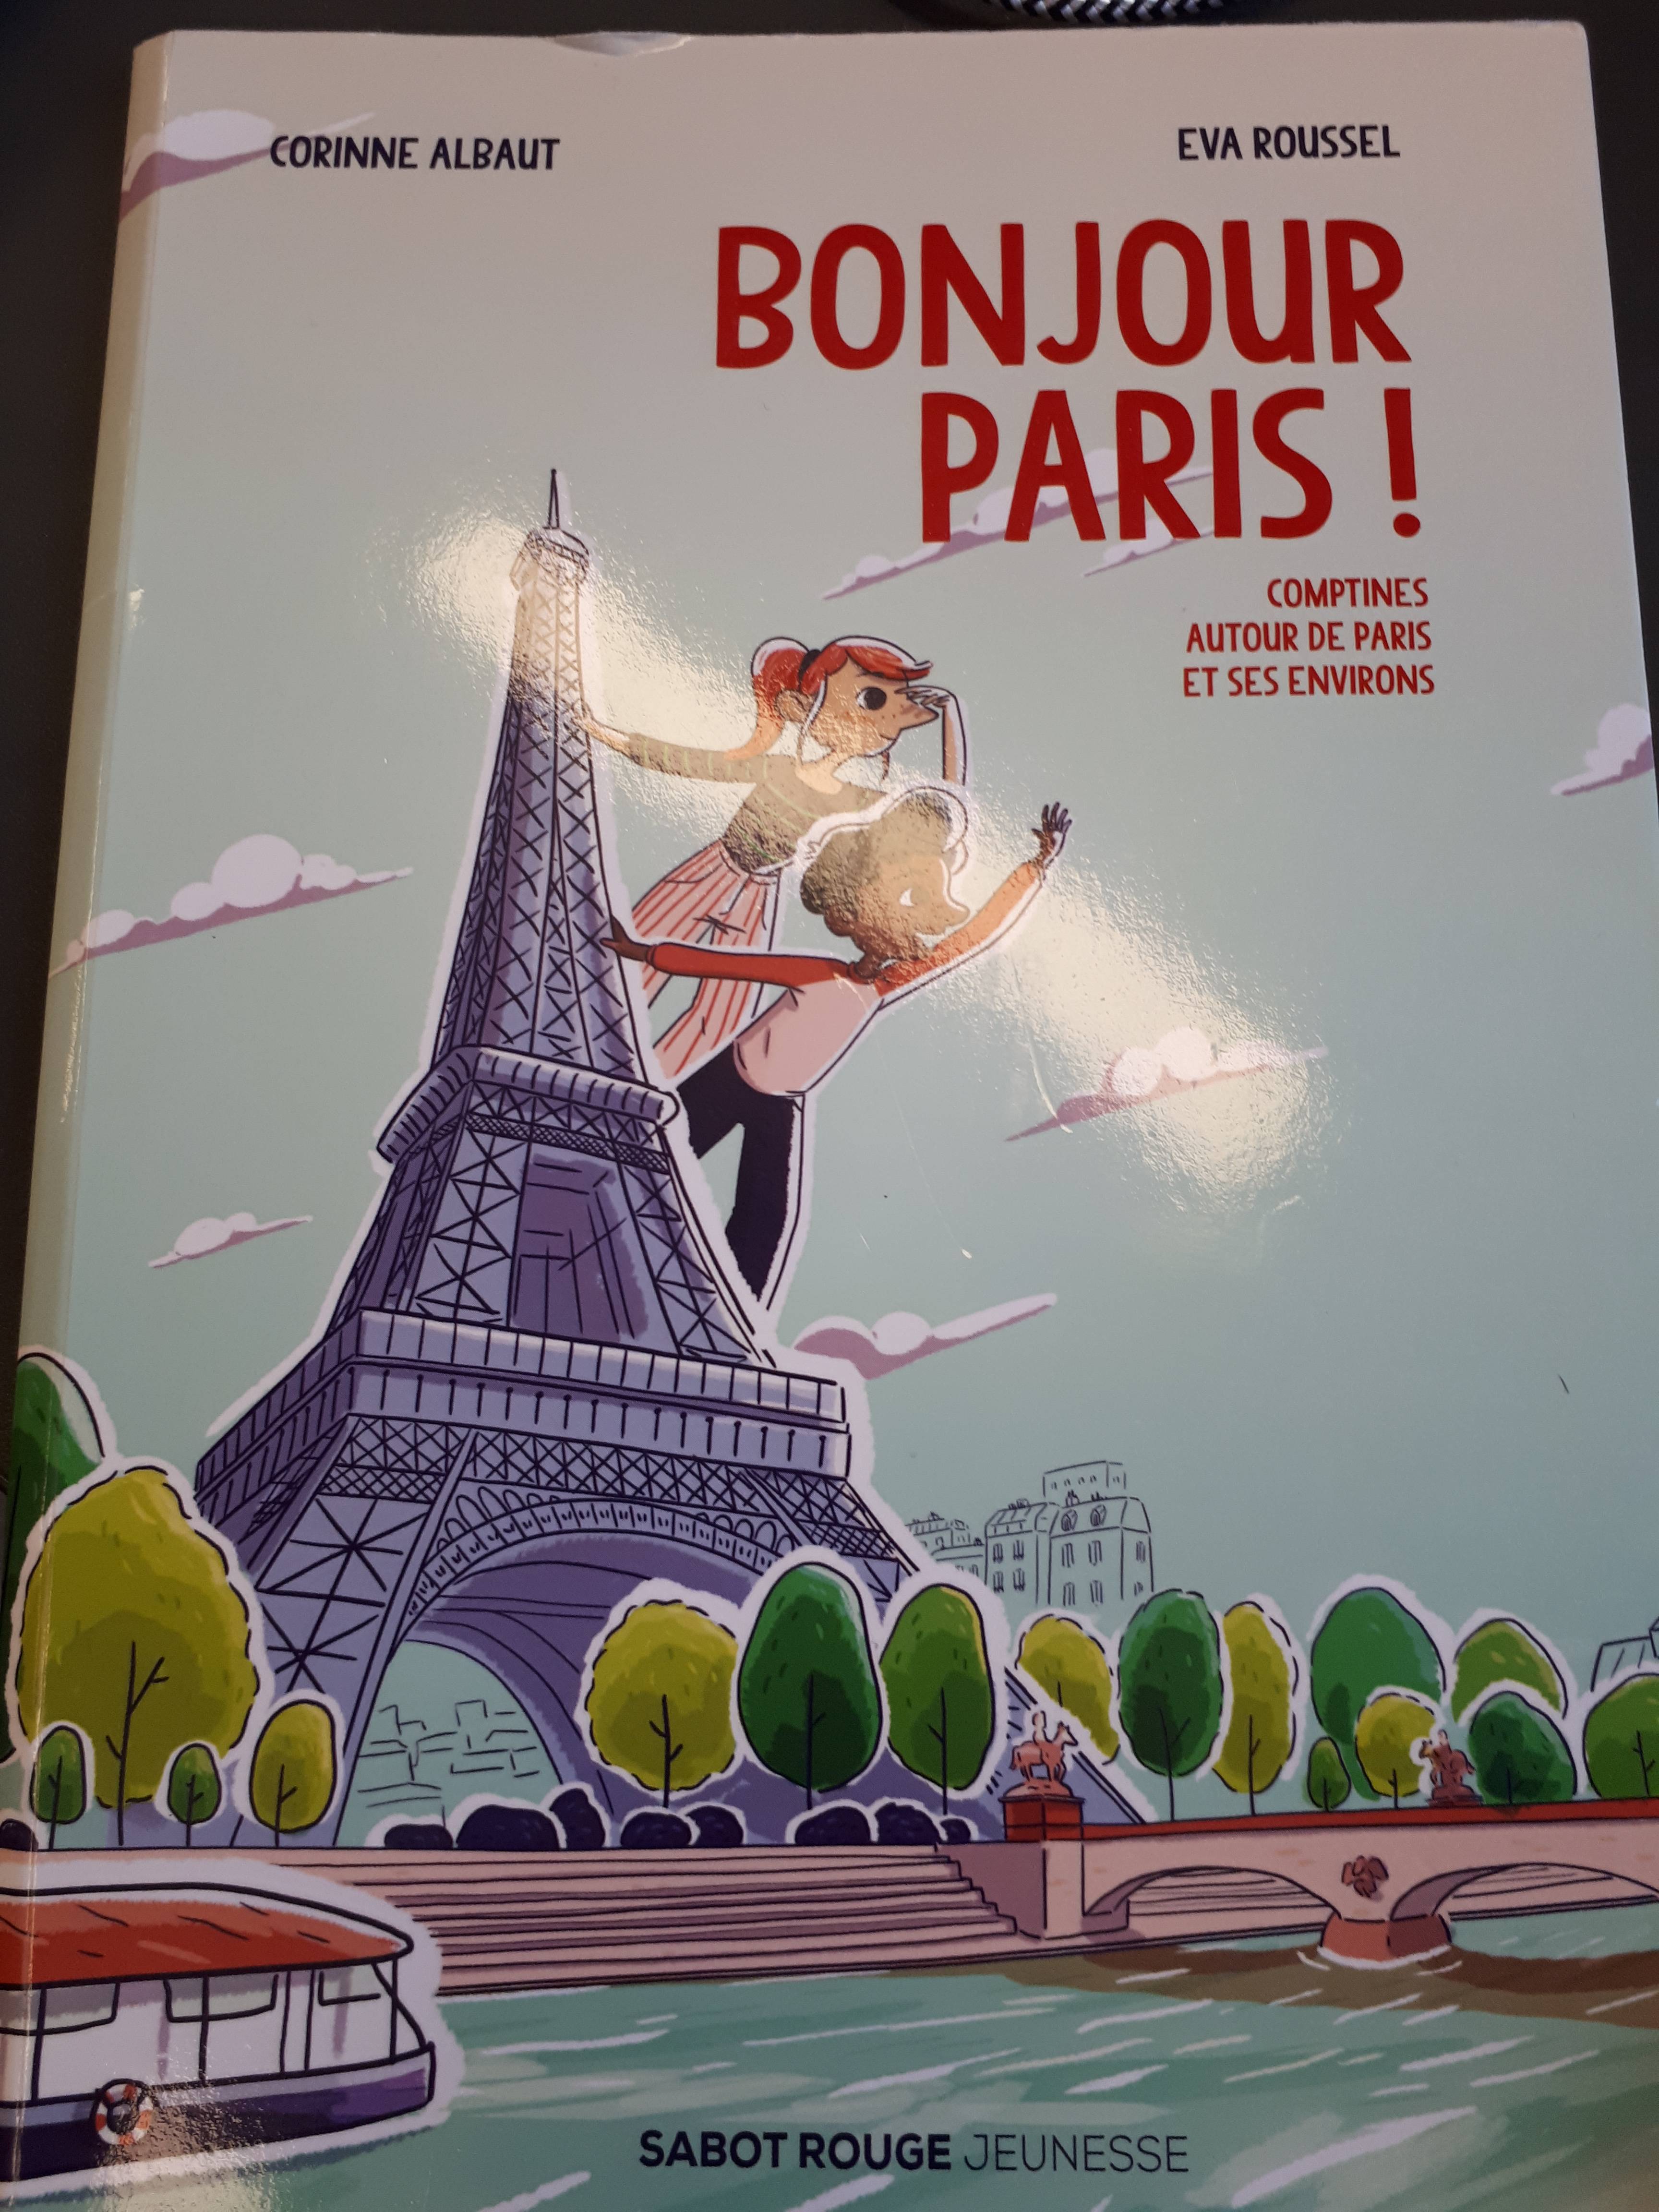 CORINNE ALBAUT
EVA ROUSSEL
BONJOUR
PARIS !
COMPTINES
AUTOUR DE PARIS
ET SES ENVIRONS
SABOT ROUGE JEUNESSE